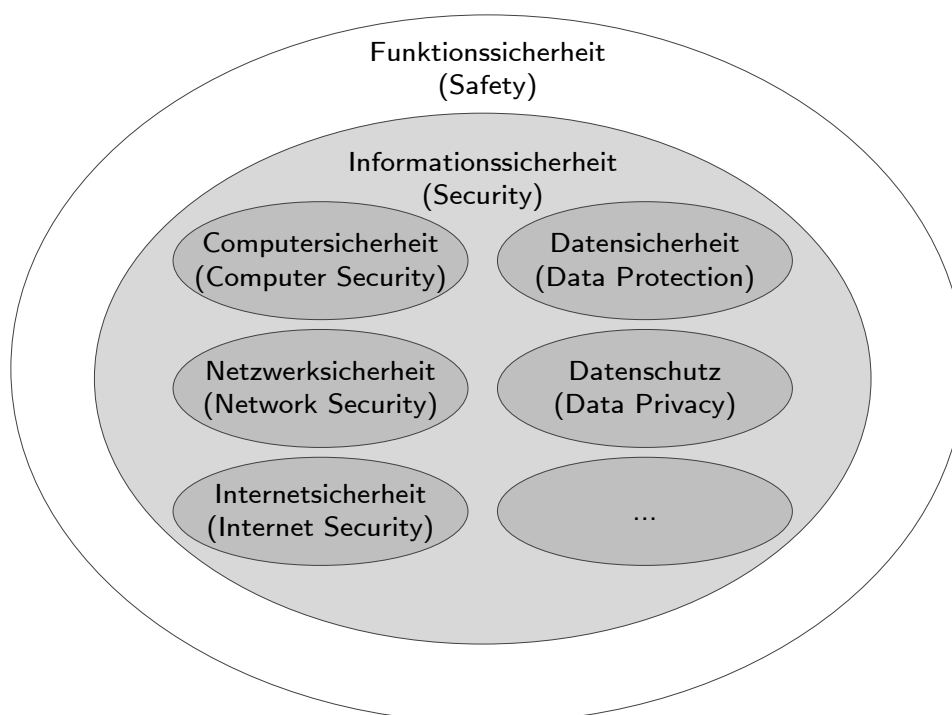 Funktionssicherheit
(Safety)
Informationssicherheit
(Security)
Computersicherheit
(Computer Security)
Datensicherheit
(Data Protection)
Netzwerksicherheit
(Network Security)
Datenschutz
(Data Privacy)
Internetsicherheit
(Internet Security)
...